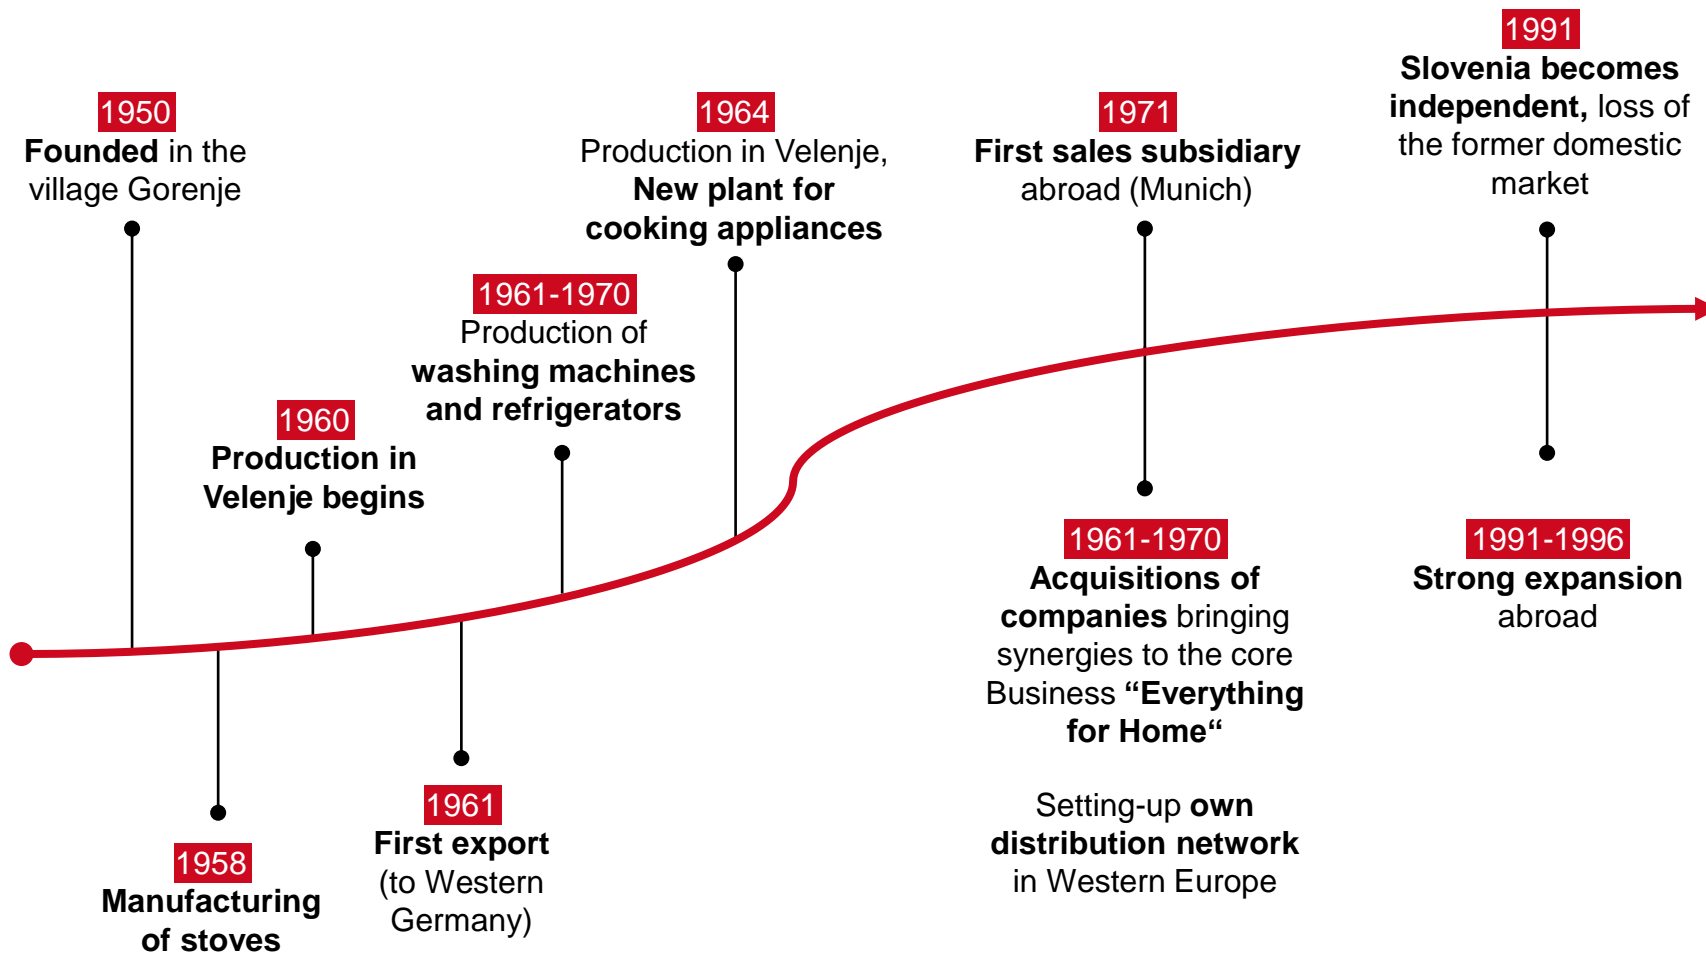 1950
Founded in the
village Gorenje
1958
Manufacturing
of stoves
1960
Production in
Velenje begins
1961
First export
(to Western
Germany)
1961-1970
Production of
washing machines
and refrigerators
1964
Production in Velenje,
New plant for
cooking appliances
1971
First sales subsidiary
abroad (Munich)
1961-1970
Acquisitions of
companies bringing
synergies to the core
Business “Everything
for Home“
Setting-up own
distribution network
in Western Europe
1991
Slovenia becomes
independent, loss of
the former domestic
market
1991-1996
Strong expansion
abroad